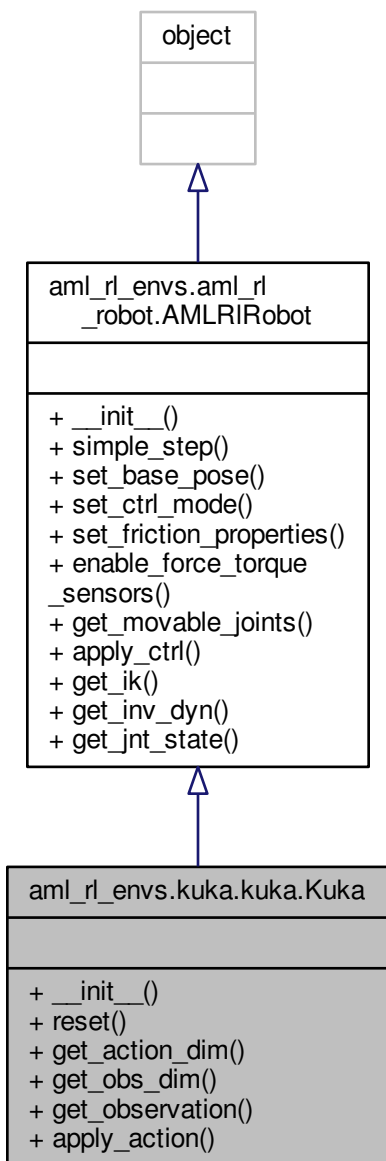 object
aml_rl_envs.aml_rl
_robot.AMLRlRobot
+ __init__()
+ simple_step()
+ set_base_pose()
+ set_ctrl_mode()
+ set_friction_properties()
+ enable_force_torque
_sensors()
+ get_movable_joints()
+ apply_ctrl()
+ get_ik()
+ get_inv_dyn()
+ get_jnt_state()
aml_rl_envs.kuka.kuka.Kuka
+ __init__()
+ reset()
+ get_action_dim()
+ get_obs_dim()
+ get_observation()
+ apply_action()